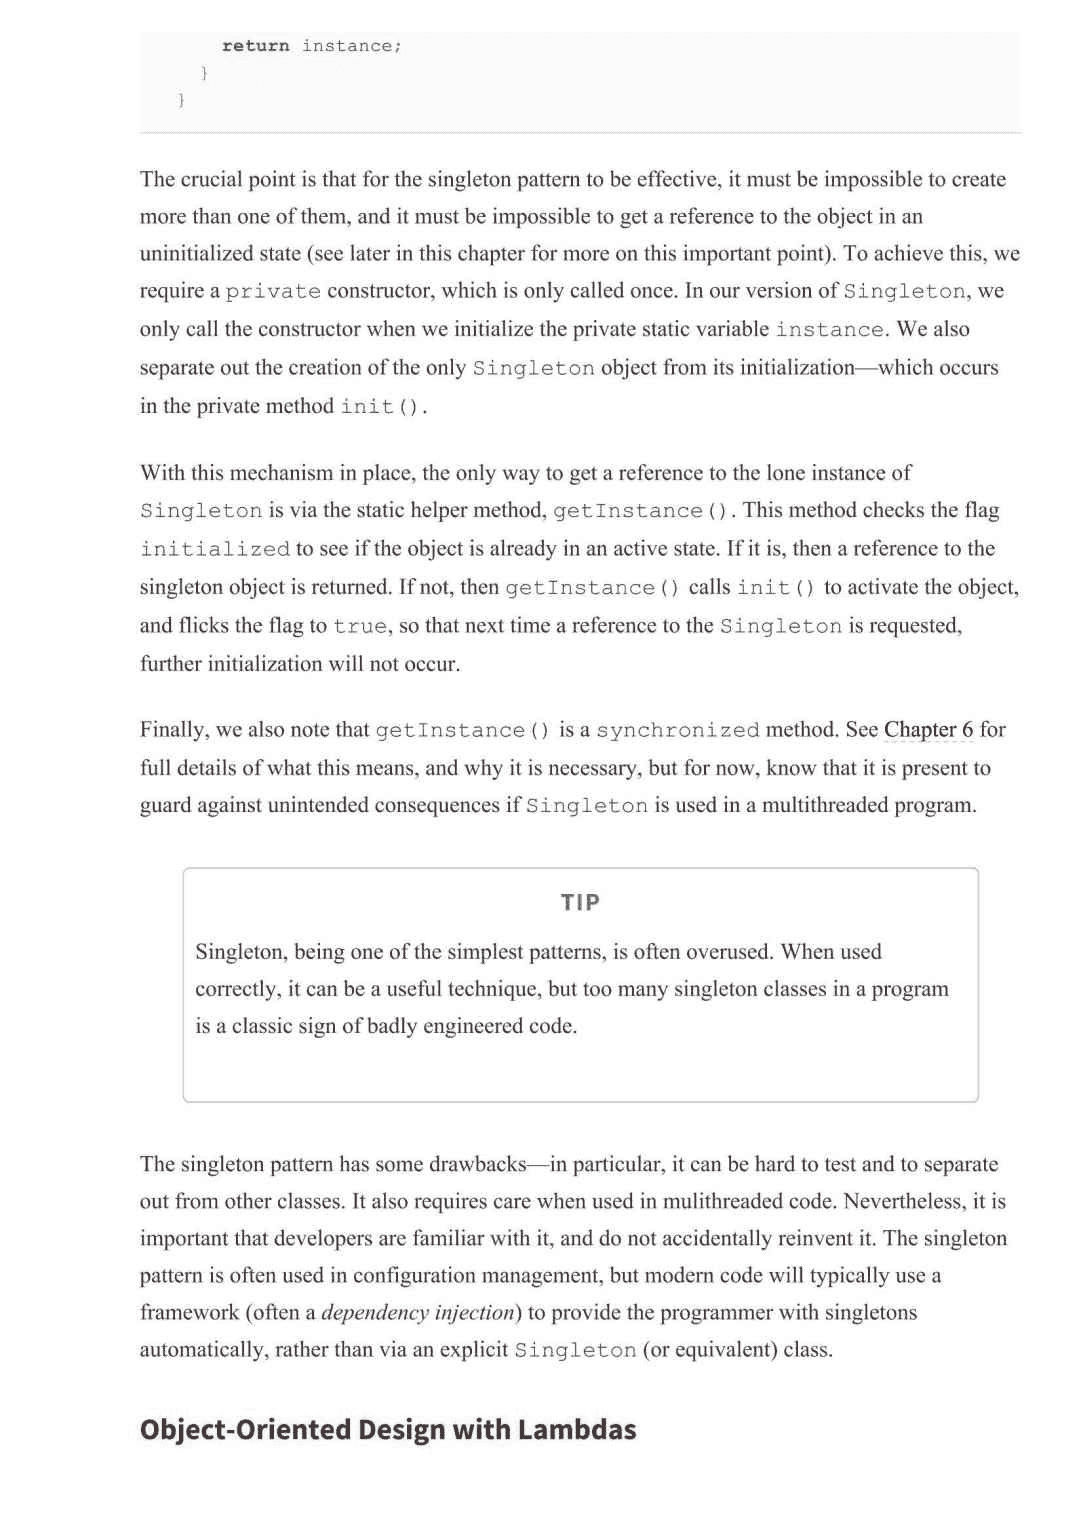 return instance;
}
}
The crucial point is that for the singleton pattern to be effective, it must be impossible to create
more than one of them, and it must be impossible to get a reference to the object in an
uninitialized state (see later in this chapter for more on this important point). To achieve this, we
require a private constructor, which is only called once. In our version of Singleton, we
only call the constructor when we initialize the private static variable instance. We also
separate out the creation of the only Singleton object from its initialization—which occurs
in the private method init().
With this mechanism in place, the only way to get a reference to the lone instance of
Singleton is via the static helper method, getInstance(). This method checks the flag
initialized to see if the object is already in an active state. If it is, then a reference to the
singleton object is returned. If not, then getInstance() calls init() to activate the object,
and flicks the flag to true, so that next time a reference to the Singleton is requested,
further initialization will not occur.
Finally, we also note that getInstance() is a synchronized method. See Chapter 6 for
full details of what this means, and why it is necessary, but for now, know that it is present to
guard against unintended consequences if Singleton is used in a multithreaded program.
TIP
Singleton, being one of the simplest patterns, is often overused. When used
correctly, it can be a useful technique, but too many singleton classes in a program
is a classic sign of badly engineered code.
The singleton pattern has some drawbacks—in particular, it can be hard to test and to separate
out from other classes. It also requires care when used in mulithreaded code. Nevertheless, it is
important that developers are familiar with it, and do not accidentally reinvent it. The singleton
pattern is often used in configuration management, but modern code will typically use a
framework (often a dependency injection) to provide the programmer with singletons
automatically, rather than via an explicit Singleton (or equivalent) class.
Object-Oriented Design with Lambdas